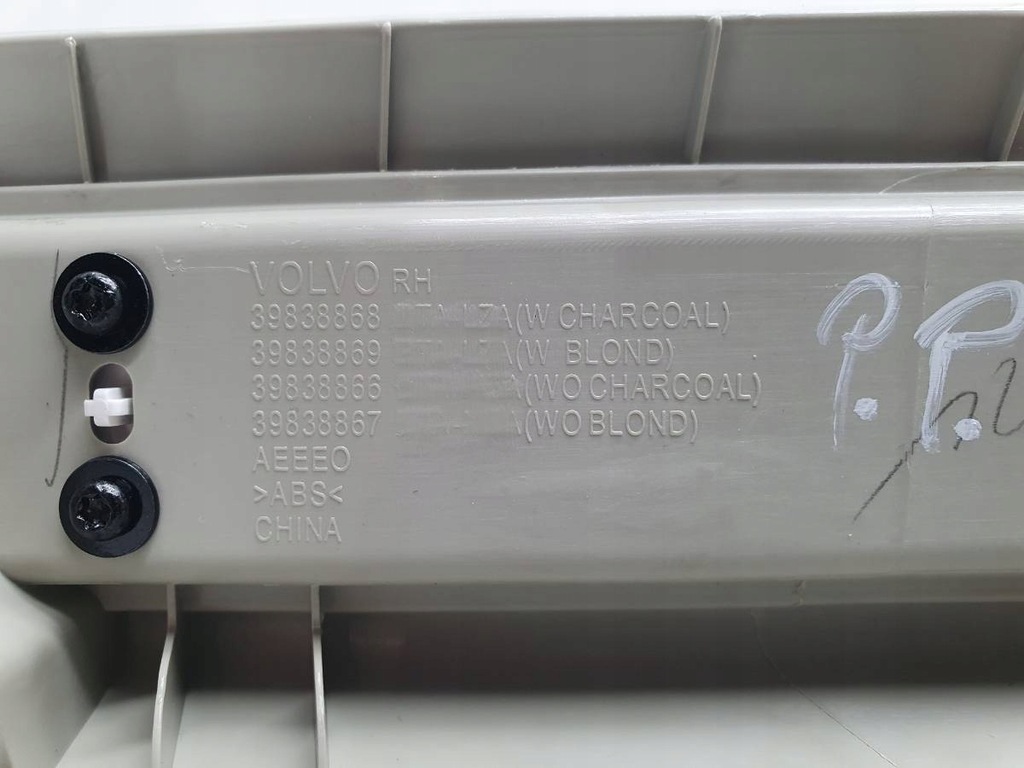 VOLVO RH
39838868 (W CHARCOAL)
39838869 (W BLOND)
39838866 (WO CHARCOAL)
39838867 (WO BLOND)
AEEEO
>ABS<
CHINA
P.P.